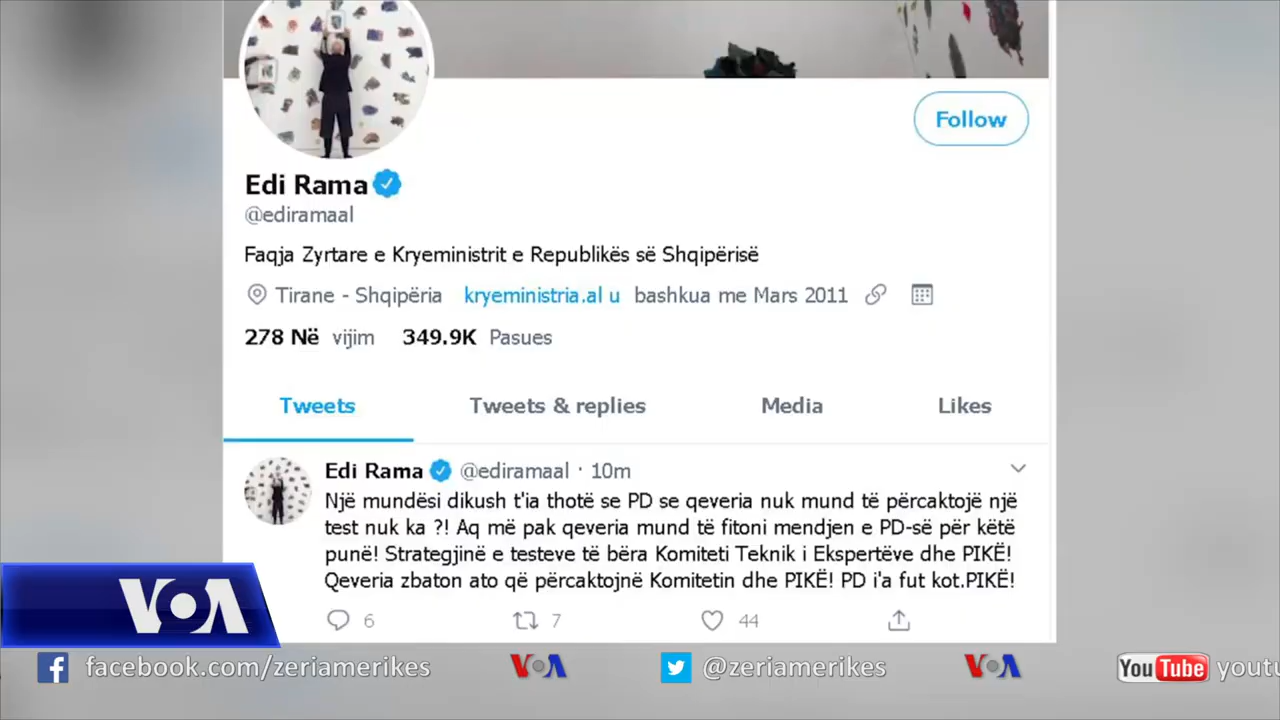 Follow
Edi Rama
@ediramaal
Faqja Zyrtare e Kryeministrit e Republikës së Shqipërisë
Tirane - Shqipëria kryeministria.al u bashkua me Mars 2011
278 Në vijim 349.9K Pasues
Tweets Tweets & replies Media Likes
Edi Rama @ediramaal · 10m
Një mundësi dikush t'ia thotë se PD se qeveria nuk mund të përcaktojë një
test nuk ka ?! Aq më pak qeveria mund të fitoni mendjen e PD-së për këtë
punë! Strategjinë e testeve të bëra Komiteti Teknik i Ekspertëve dhe PIKË!
Qeveria zbaton ato që përcaktojnë Komitetin dhe PIKË! PD i'a fut kot.PIKË!
6 7 44
VOA
facebook.com/zeriamerikes VOA @zeriamerikes VOA YouTube youtu